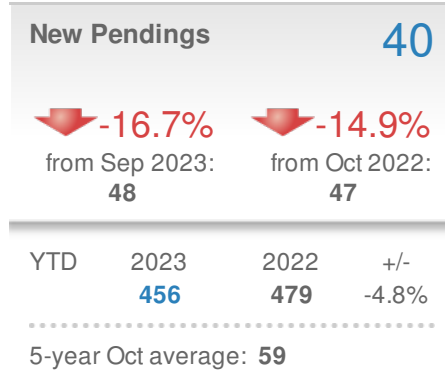 New Pendings 40
-16.7% -14.9%
from Sep 2023: from Oct 2022:
48 47
YTD 2023 2022 +/-
456 479 -4.8%
5-year Oct average: 59